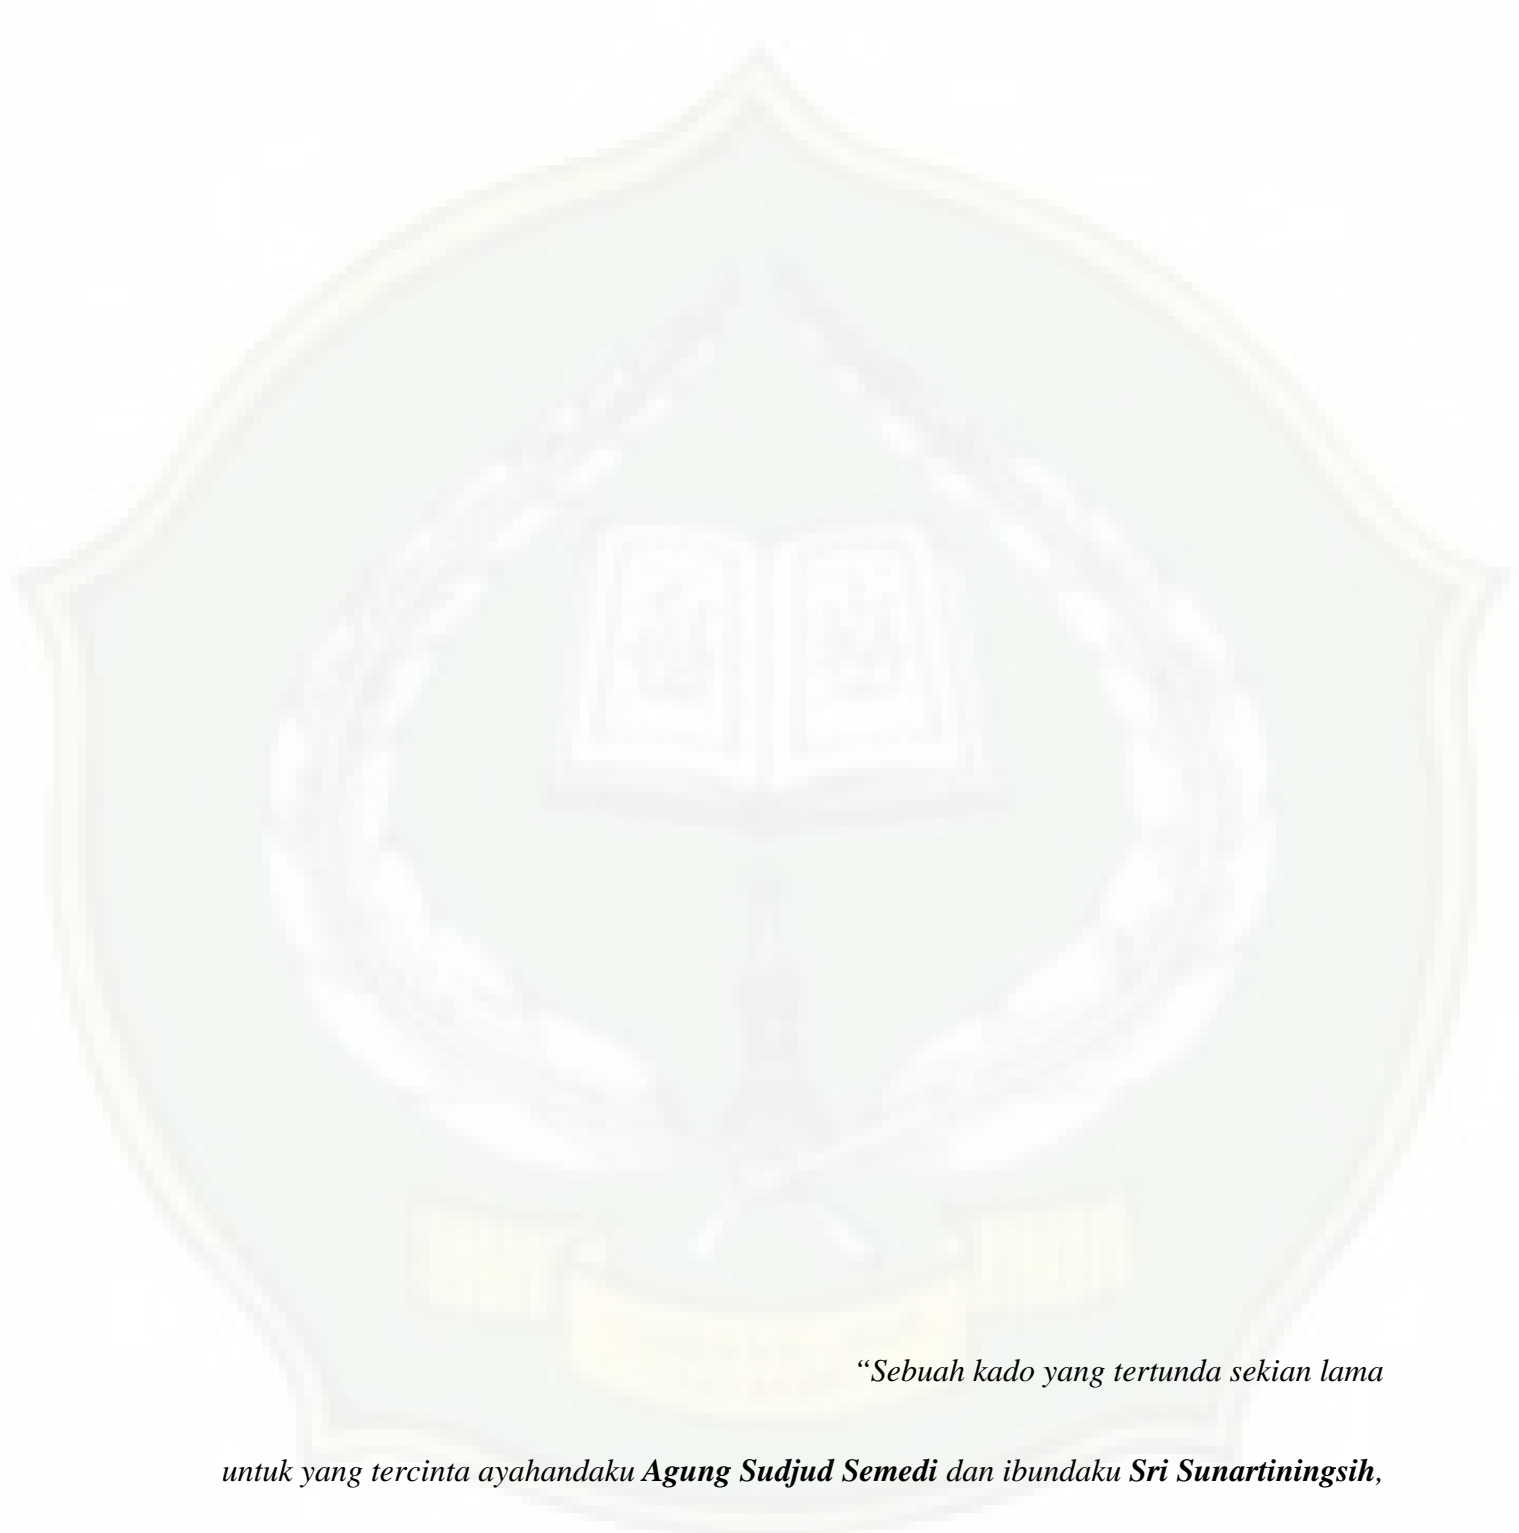 “Sebuah kado yang tertunda sekian lama
untuk yang tercinta ayahandaku Agung Sudjud Semedi dan ibundaku Sri Sunartiningsih,